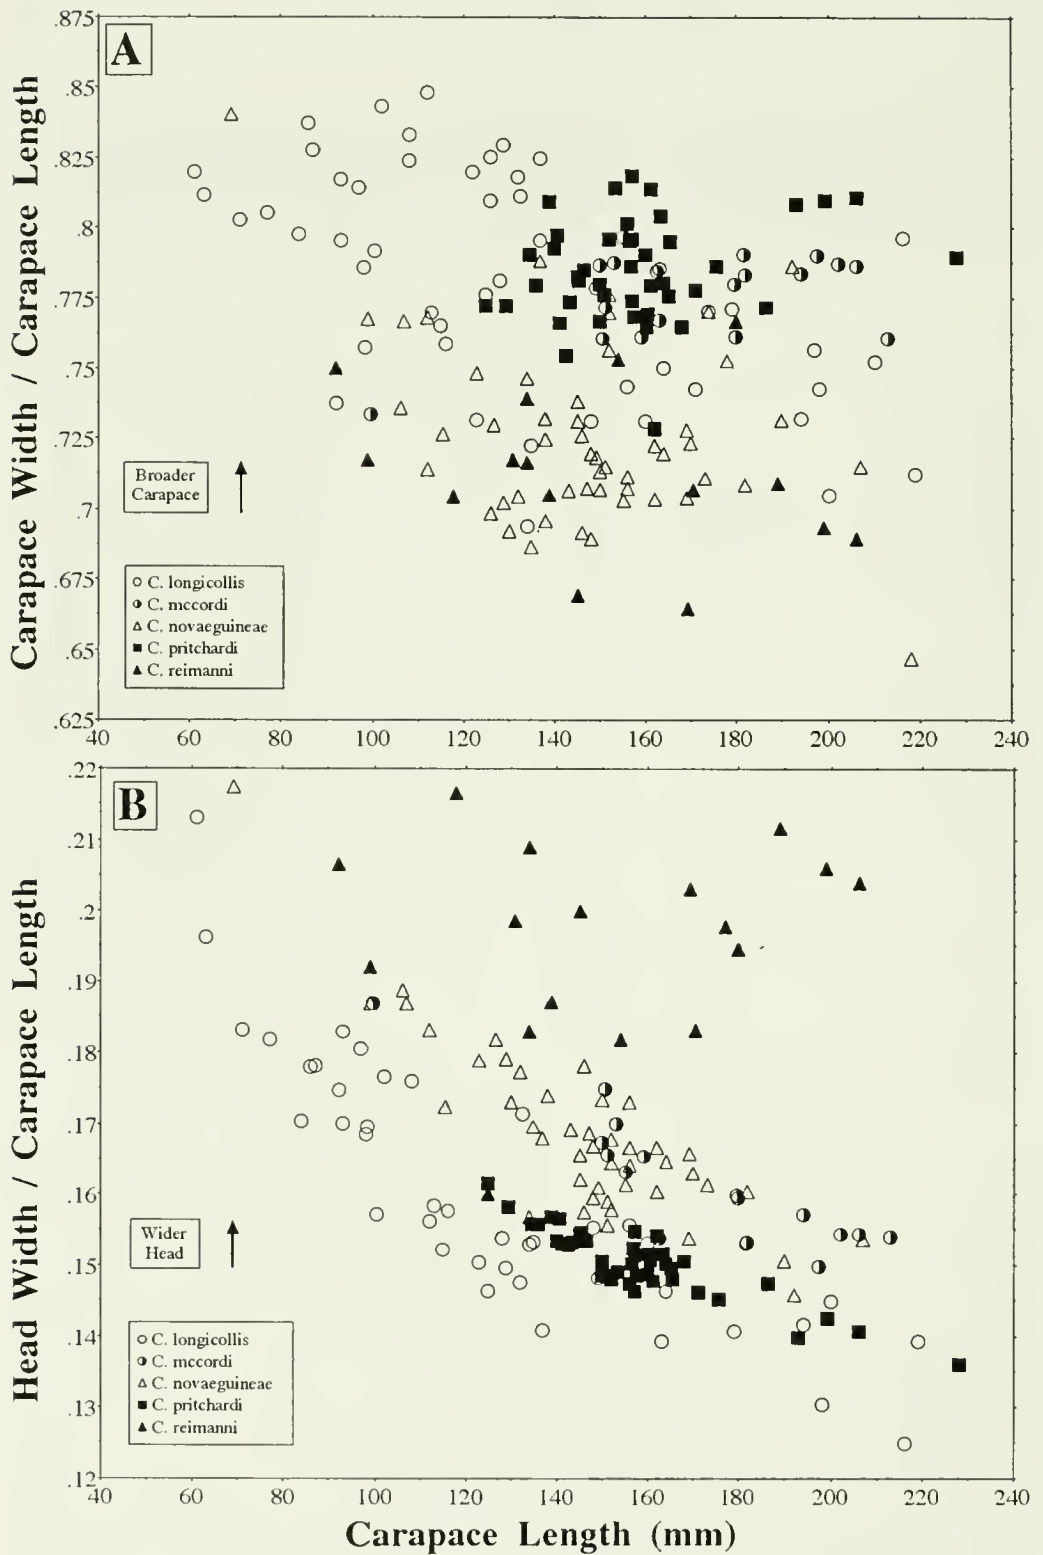 A
Carapace Width / Carapace Length
.875
.85
.825
.8
.775
.75
.725
.7
.675
.65
.625
Broader
Carapace
C. longicollis
C. mccordi
C. novaeguineae
C. pritchardi
C. reimanni
40 60 80 100 120 140 160 180 200 220 240
B
Head Width / Carapace Length
.22
.21
.2
.19
.18
.17
.16
.15
.14
.13
.12
Wider
Head
C. longicollis
C. mccordi
C. novaeguineae
C. pritchardi
C. reimanni
40 60 80 100 120 140 160 180 200 220 240
Carapace Length (mm)